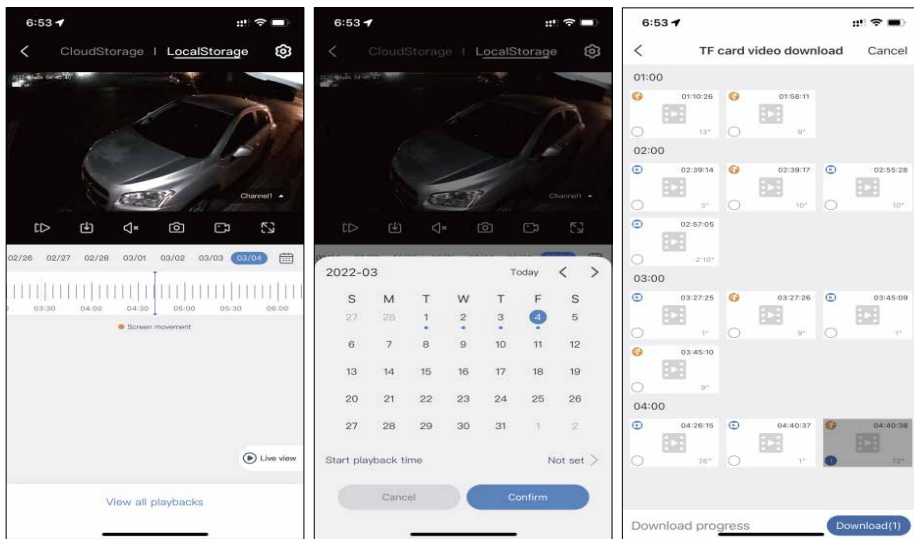 6:53
CloudStorage | LocalStorage
Channel1
02/26 02/27 02/28 03/01 03/02 03/03 03/04
03:30 04:00 04:30 05:00 05:30 06:00
Screen movement
Live view
View all playbacks
6:53
CloudStorage | LocalStorage
Channel1
2022-03 Today
S M T W T F S
27 28 1 2 3 4 5
6 7 8 9 10 11 12
13 14 15 16 17 18 19
20 21 22 23 24 25 26
27 28 29 30 31 1 2
Start playback time Not set
Cancel Confirm
6:53
TF card video download Cancel
01:00
01:10:26 01:58:11
13" 9"
02:00
02:39:14 02:39:17 02:55:28
3" 10" 10"
02:57:05
2'10"
03:00
03:27:25 03:27:26 03:45:09
1" 9" 1"
03:45:10
9"
04:00
04:26:15 04:40:37 04:40:38
26" 1" 12"
Download progress Download(1)